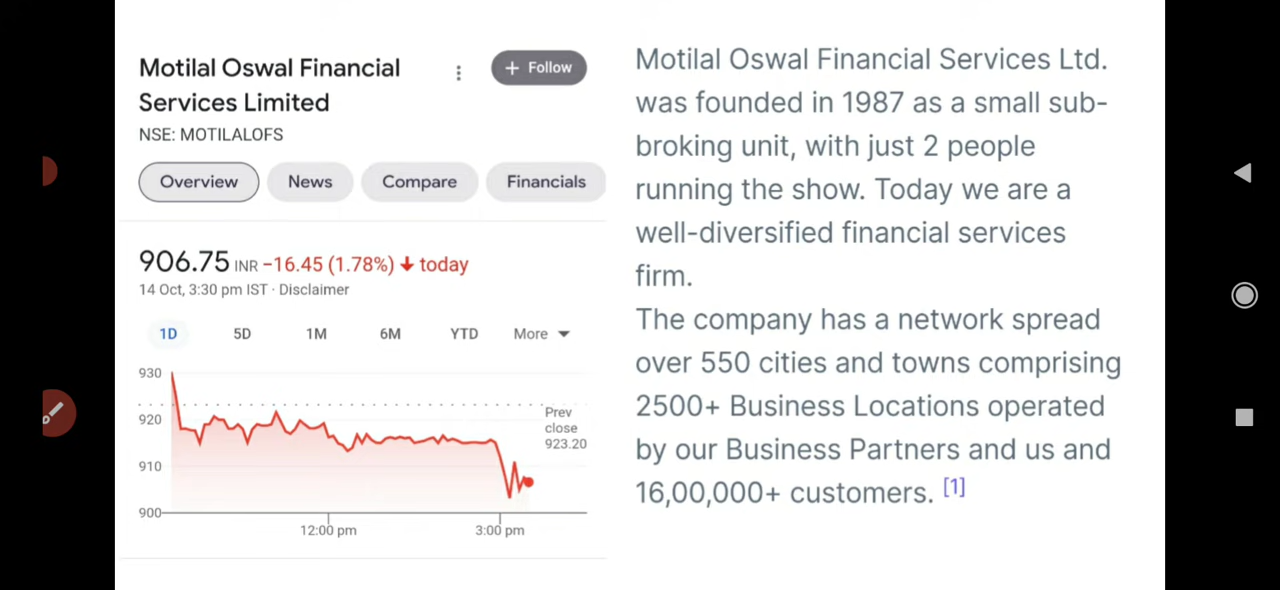 Motilal Oswal Financial
Services Limited
+ Follow
NSE: MOTILALOFS
Overview
News
Compare
Financials
906.75 INR −16.45 (1.78%) ↓ today
14 Oct, 3:30 pm IST · Disclaimer
1D
5D
1M
6M
YTD
More
930
920
910
900
Prev
close
923.20
12:00 pm
3:00 pm
Motilal Oswal Financial Services Ltd.
was founded in 1987 as a small sub-
broking unit, with just 2 people
running the show. Today we are a
well-diversified financial services
firm.
The company has a network spread
over 550 cities and towns comprising
2500+ Business Locations operated
by our Business Partners and us and
16,00,000+ customers. [1]